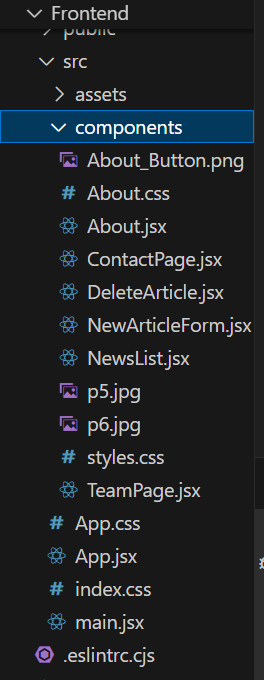 Frontend
public
src
assets
components
About_Button.png
# About.css
About.jsx
ContactPage.jsx
DeleteArticle.jsx
NewArticleForm.jsx
NewsList.jsx
p5.jpg
p6.jpg
# styles.css
TeamPage.jsx
# App.css
App.jsx
# index.css
main.jsx
.eslintrc.cjs